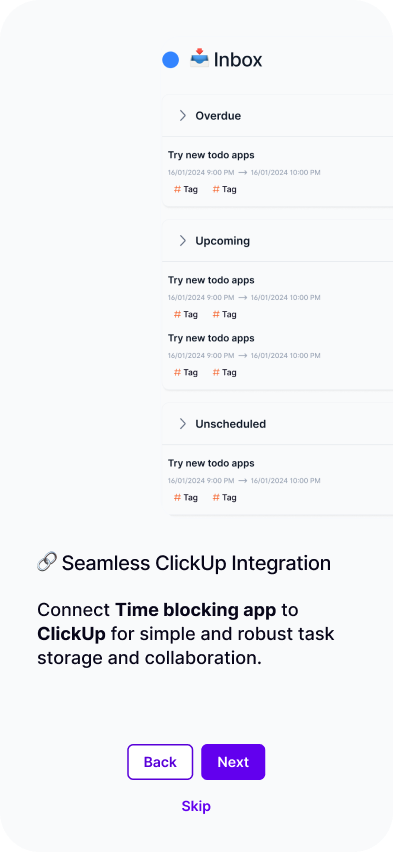 📥 Inbox
Overdue
Try new todo apps
16/01/2024 9:00 PM → 16/01/2024 10:00 PM
# Tag # Tag
Upcoming
Try new todo apps
16/01/2024 9:00 PM → 16/01/2024 10:00 PM
# Tag # Tag
Try new todo apps
16/01/2024 9:00 PM → 16/01/2024 10:00 PM
# Tag # Tag
Unscheduled
Try new todo apps
16/01/2024 9:00 PM → 16/01/2024 10:00 PM
# Tag # Tag
🔗 Seamless ClickUp Integration
Connect Time blocking app to
ClickUp for simple and robust task
storage and collaboration.
Back Next
Skip